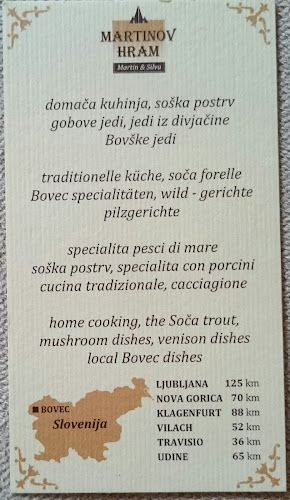 MARTINOV
HRAM
Martin & Silva
domača kuhinja, soška postrv
gobove jedi, jedi iz divjačine
Bovške jedi
traditionelle küche, soča forelle
Bovec specialitäten, wild - gerichte
pilzgerichte
specialita pesci di mare
soška postrv, specialita con porcini
cucina tradizionale, cacciagione
home cooking, the Soča trout,
mushroom dishes, venison dishes
local Bovec dishes
BOVEC
Slovenija
LJUBLJANA 125 km
NOVA GORICA 70 km
KLAGENFURT 88 km
VILACH 52 km
TRAVISIO 36 km
UDINE 65 km